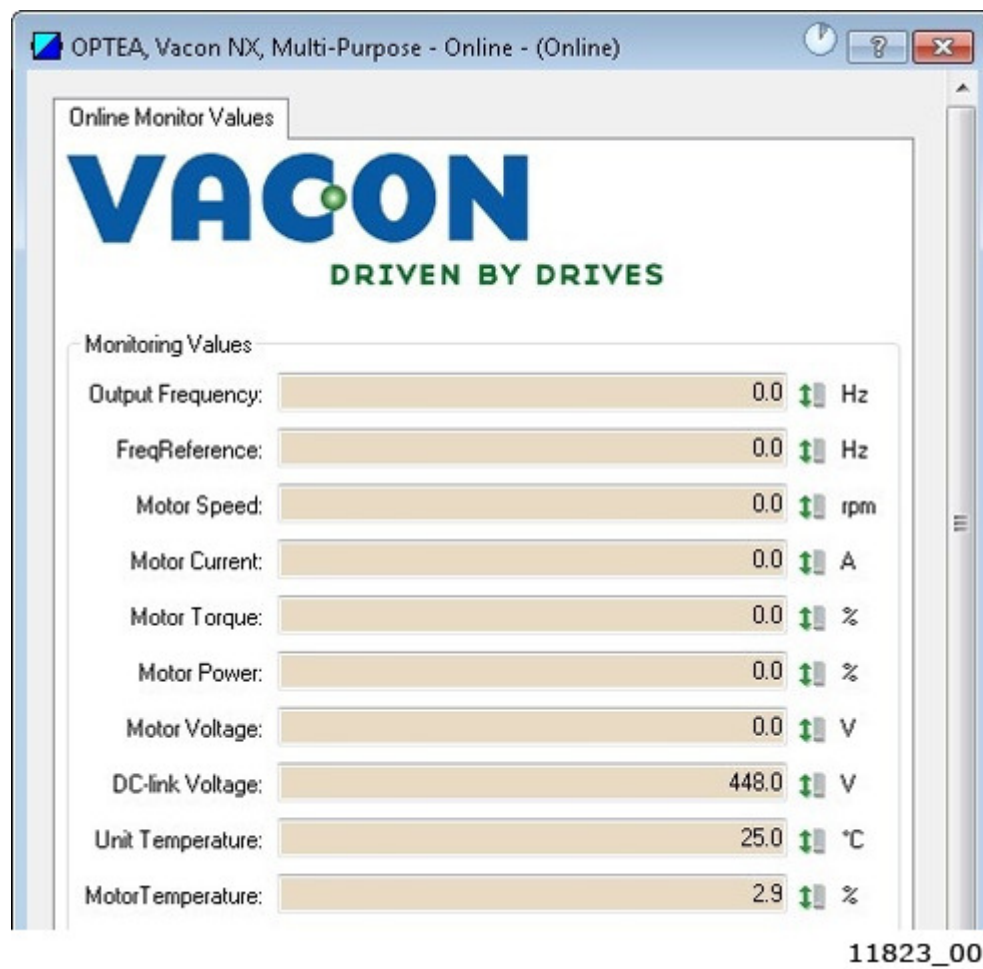 OPTEA, Vacon NX, Multi-Purpose - Online - (Online)
Online Monitor Values
VACON
DRIVEN BY DRIVES
Monitoring Values
Output Frequency: 0.0 Hz
FreqReference: 0.0 Hz
Motor Speed: 0.0 rpm
Motor Current: 0.0 A
Motor Torque: 0.0 %
Motor Power: 0.0 %
Motor Voltage: 0.0 V
DC-link Voltage: 448.0 V
Unit Temperature: 25.0 °C
MotorTemperature: 2.9 %
11823_00